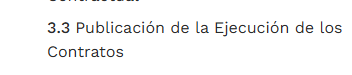 3.3 Publicación de la Ejecución de los
Contratos